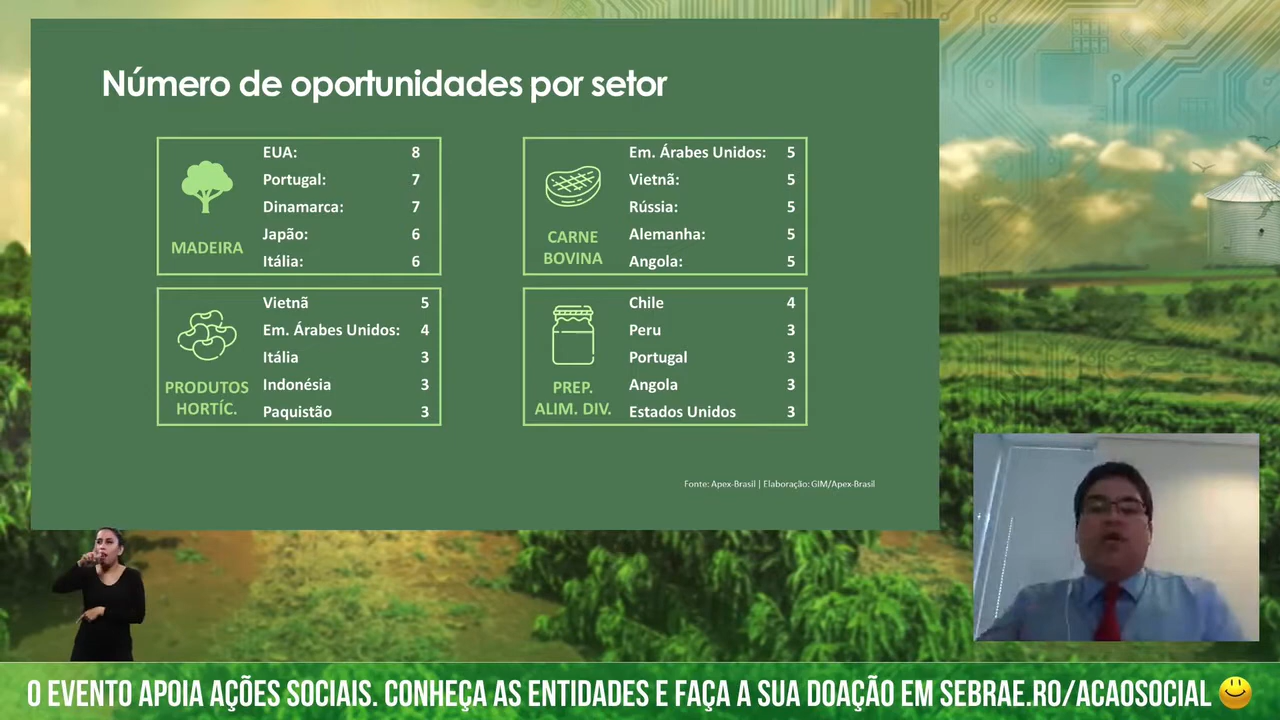 Número de oportunidades por setor
MADEIRA
EUA: 8
Portugal: 7
Dinamarca: 7
Japão: 6
Itália: 6
CARNE
BOVINA
Em. Árabes Unidos: 5
Vietnã: 5
Rússia: 5
Alemanha: 5
Angola: 5
PRODUTOS
HORTÍC.
Vietnã 5
Em. Árabes Unidos: 4
Itália 3
Indonésia 3
Paquistão 3
PREP.
ALIM. DIV.
Chile 4
Peru 3
Portugal 3
Angola 3
Estados Unidos 3
Fonte: Apex-Brasil | Elaboração: GIM/Apex-Brasil
O EVENTO APOIA AÇÕES SOCIAIS. CONHEÇA AS ENTIDADES E FAÇA A SUA DOAÇÃO EM SEBRAE.RO/ACAOSOCIAL